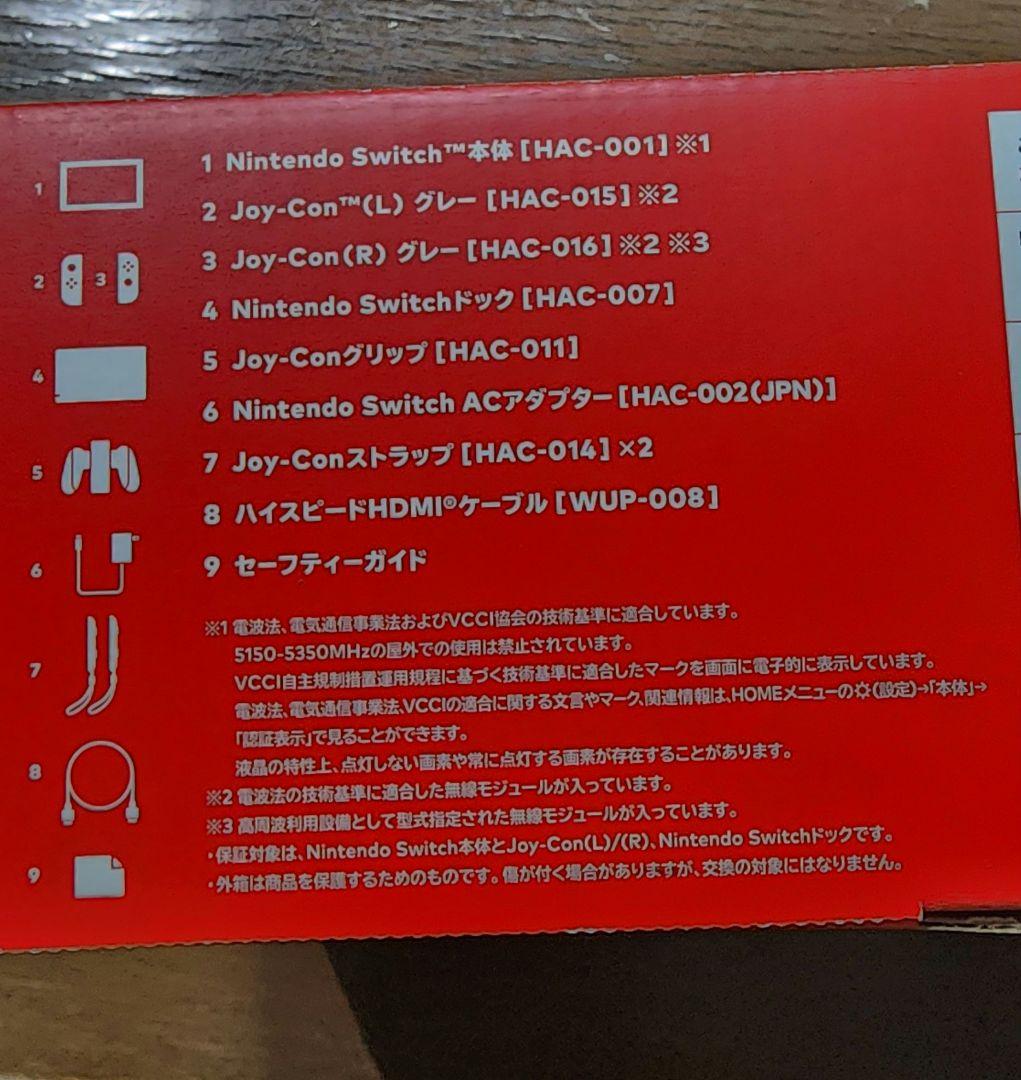 1 Nintendo Switch™本体 [HAC-001] ※1
2 Joy-Con™(L) グレー [HAC-015] ※2
3 Joy-Con(R) グレー [HAC-016] ※2 ※3
4 Nintendo Switchドック [HAC-007]
5 Joy-Conグリップ [HAC-011]
6 Nintendo Switch ACアダプター [HAC-002(JPN)]
7 Joy-Conストラップ [HAC-014] ×2
8 ハイスピードHDMI®ケーブル [WUP-008]
9 セーフティーガイド
※1 電波法、電気通信事業法およびVCCI協会の技術基準に適合しています。
5150-5350MHzの屋外での使用は禁止されています。
VCCI自主規制措置運用規程に基づく技術基準に適合したマークを画面に電子的に表示しています。
電波法、電気通信事業法、VCCIの適合に関する文言やマーク、関連情報は、HOMEメニューの(設定)→「本体」→
「認証表示」で見ることができます。
液晶の特性上、点灯しない画素や常に点灯する画素が存在することがあります。
※2 電波法の技術基準に適合した無線モジュールが入っています。
※3 高周波利用設備として型式指定された無線モジュールが入っています。
・保証対象は、Nintendo Switch本体とJoy-Con(L)/(R)、Nintendo Switchドックです。
・外箱は商品を保護するためのものです。傷が付く場合がありますが、交換の対象にはなりません。
1
2 3
4
5
6
7
8
9